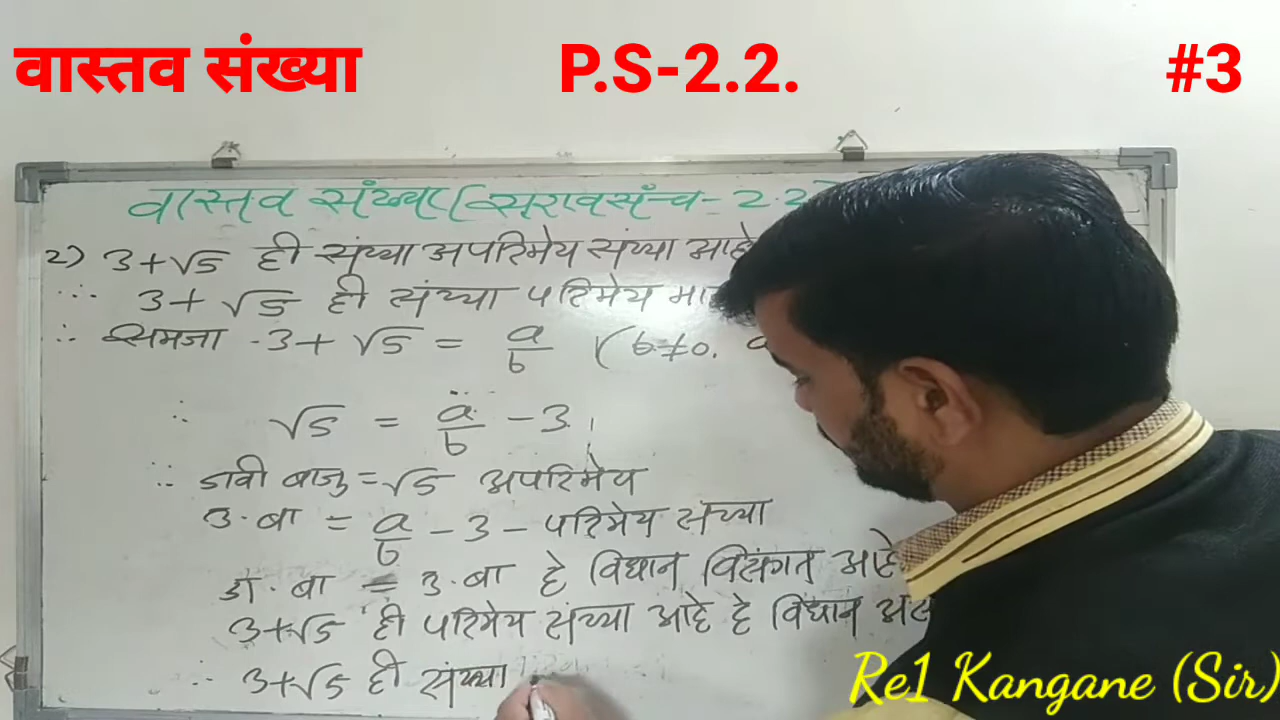 वास्तव संख्या P.S-2.2. #3
वास्तव संख्या (सरावसंच - 2.2
2) 3+√5 ही संख्या अपरिमेय संख्या आहे
∴ 3+ √5 ही संख्या परिमेय मा
∴ समजा 3+ √5 = a/b (b≠0. a
∴ √5 = a/b - 3
∴ डावी बाजु = √5 अपरिमेय
उ. बा = a/b - 3 - परिमेय संख्या
डा. बा = उ. बा हे विधान विसंगत आहे
3+√5 ही परिमेय संख्या आहे हे विधान अस
∴ 3+√5 ही संख्या
Re1 Kangane (Sir)